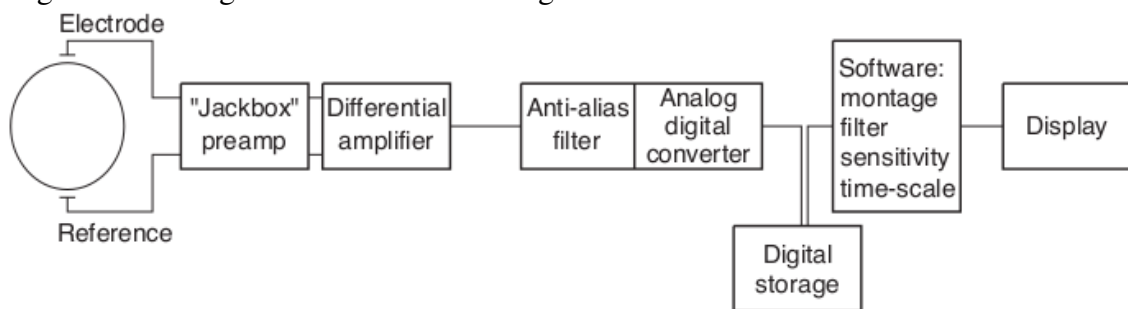 Electrode
"Jackbox"
preamp
Differential
amplifier
Anti-alias
filter
Analog
digital
converter
Software:
montage
filter
sensitivity
time-scale
Display
Reference
Digital
storage